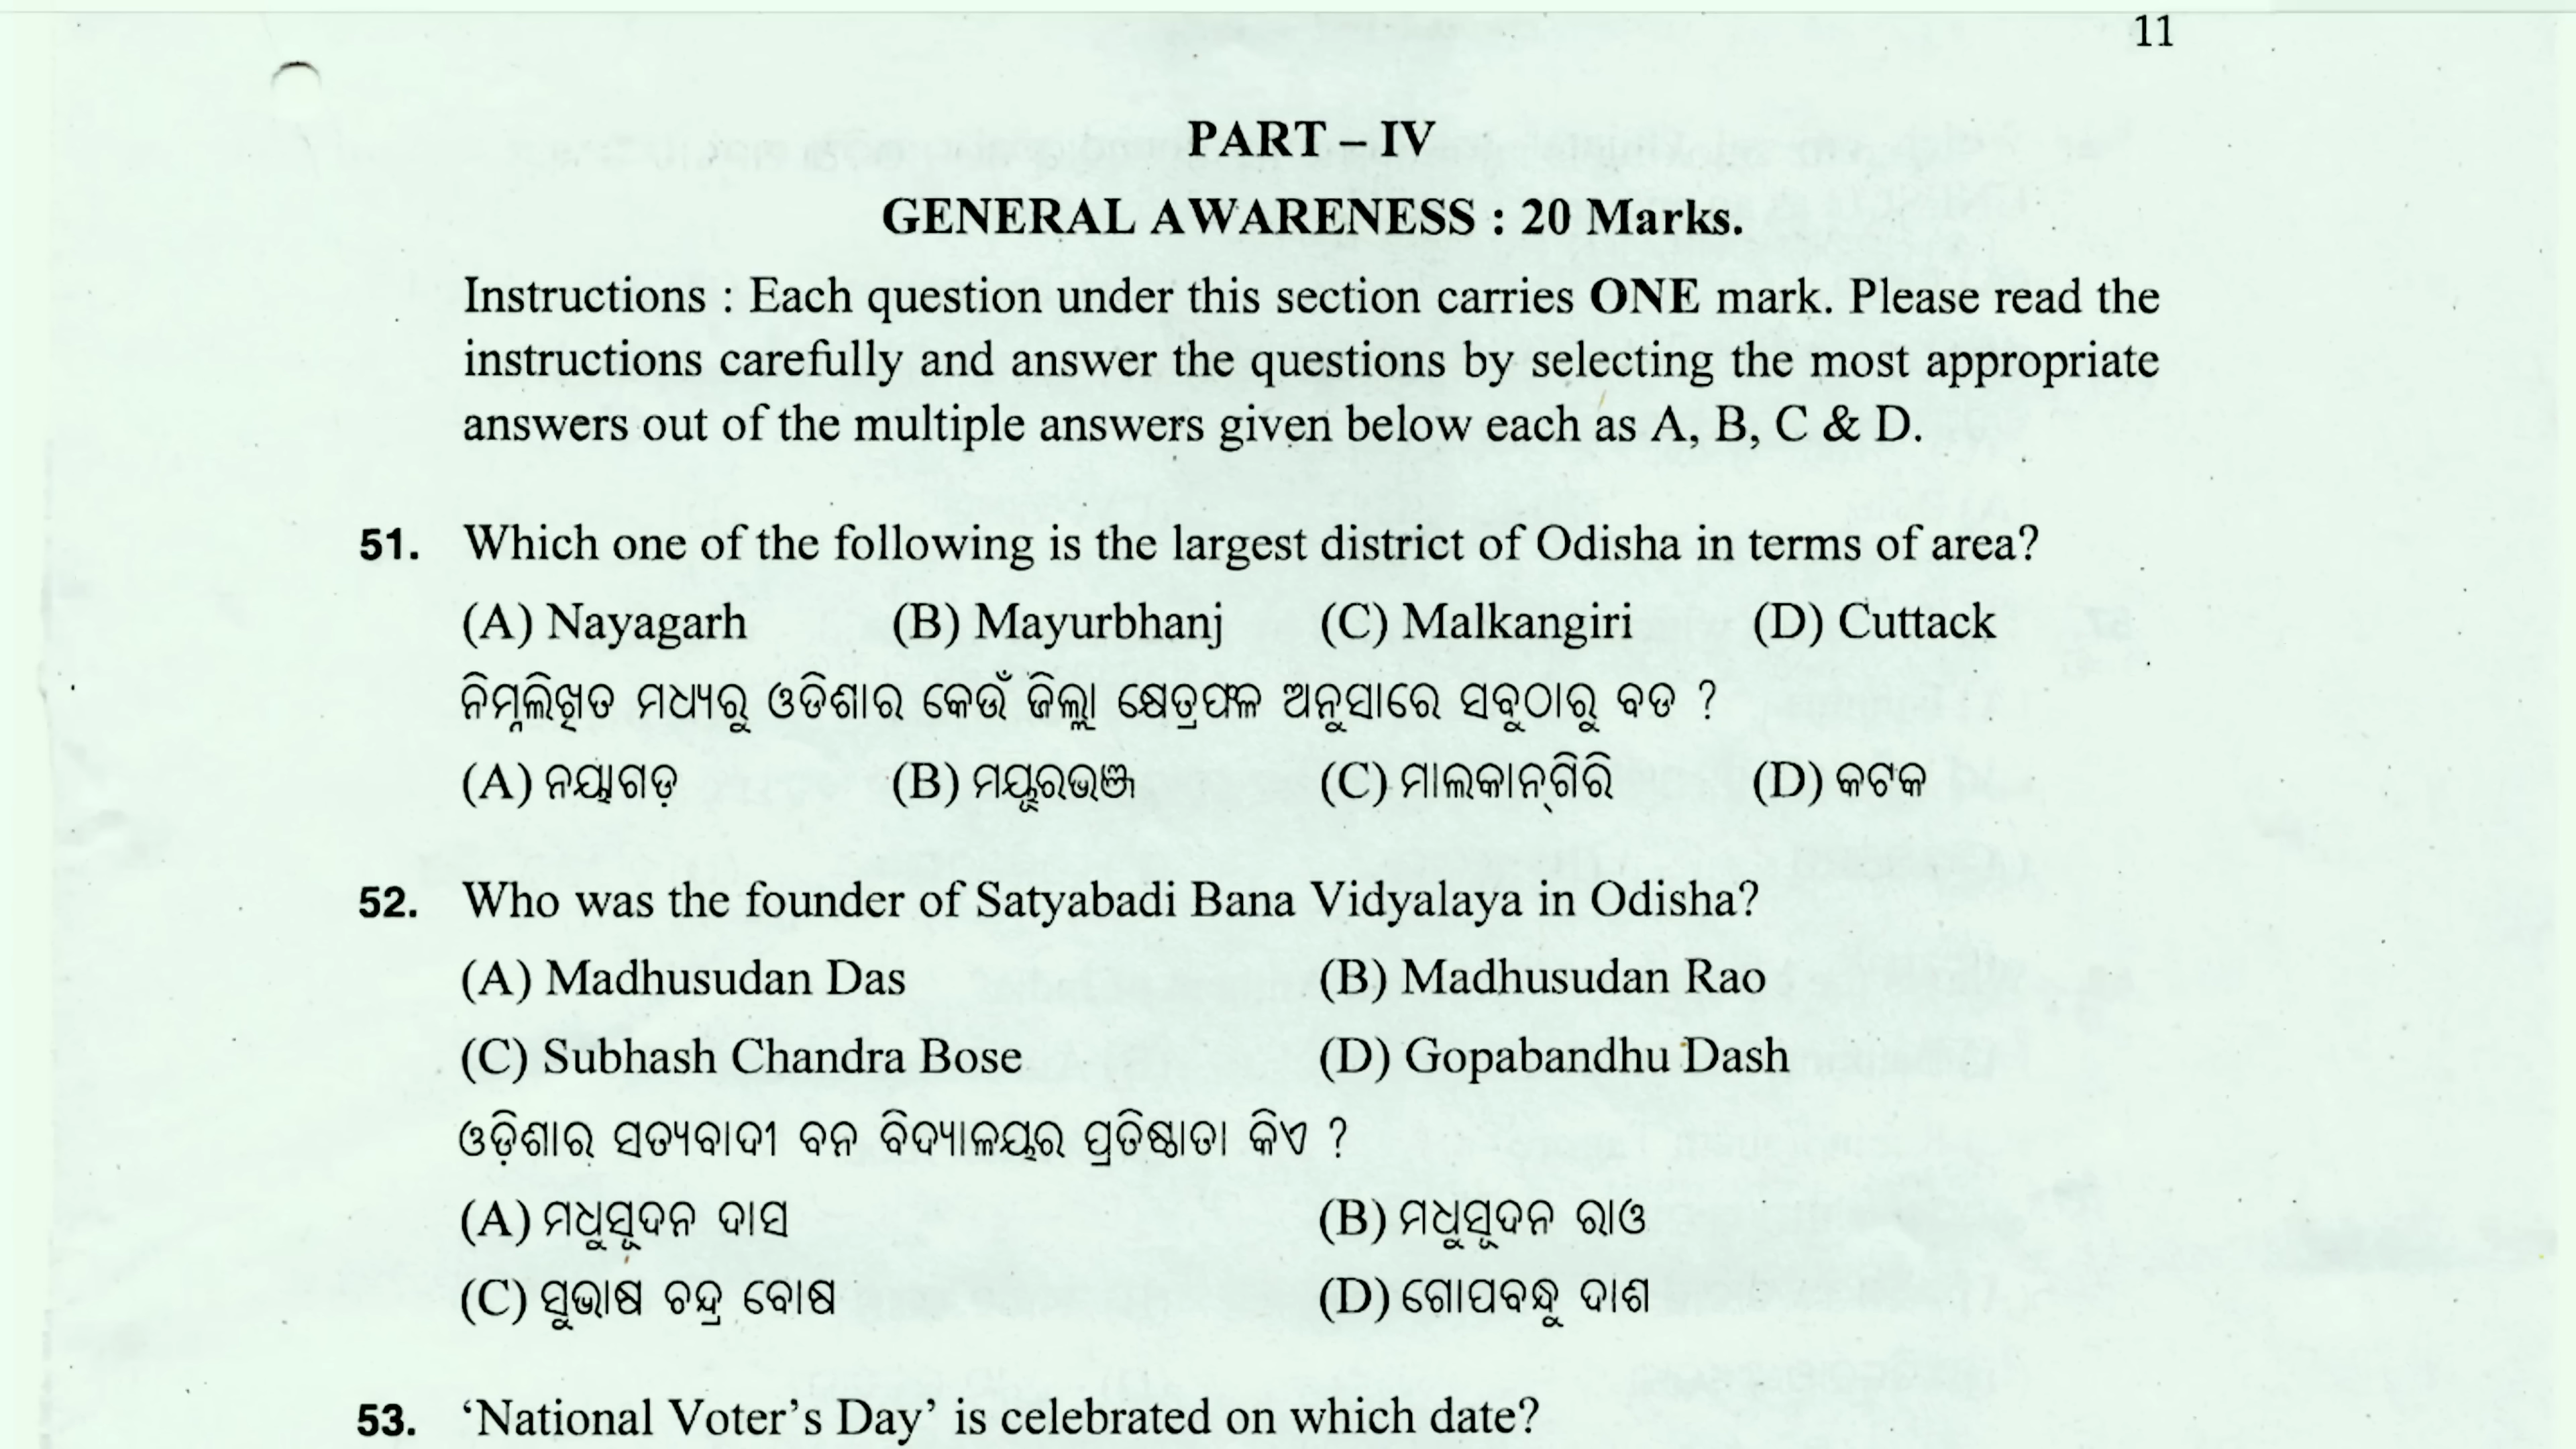 11
PART – IV
GENERAL AWARENESS : 20 Marks.
Instructions : Each question under this section carries ONE mark. Please read the
instructions carefully and answer the questions by selecting the most appropriate
answers out of the multiple answers given below each as A, B, C & D.
51. Which one of the following is the largest district of Odisha in terms of area?
(A) Nayagarh (B) Mayurbhanj (C) Malkangiri (D) Cuttack
ନିମ୍ନଲିଖିତ ମଧ୍ୟରୁ ଓଡିଶାର କେଉଁ ଜିଲ୍ଲା କ୍ଷେତ୍ରଫଳ ଅନୁସାରେ ସବୁଠାରୁ ବଡ ?
(A) ନୟାଗଡ଼ (B) ମୟୂରଭଞ୍ଜ (C) ମାଲକାନ୍‌ଗିରି (D) କଟକ
52. Who was the founder of Satyabadi Bana Vidyalaya in Odisha?
(A) Madhusudan Das (B) Madhusudan Rao
(C) Subhash Chandra Bose (D) Gopabandhu Dash
ଓଡ଼ିଶାର ସତ୍ୟବାଦୀ ବନ ବିଦ୍ୟାଳୟର ପ୍ରତିଷ୍ଠାତା କିଏ ?
(A) ମଧୁସୂଦନ ଦାସ (B) ମଧୁସୂଦନ ରାଓ
(C) ସୁଭାଷ ଚନ୍ଦ୍ର ବୋଷ (D) ଗୋପବନ୍ଧୁ ଦାଶ
53. ‘National Voter’s Day’ is celebrated on which date?